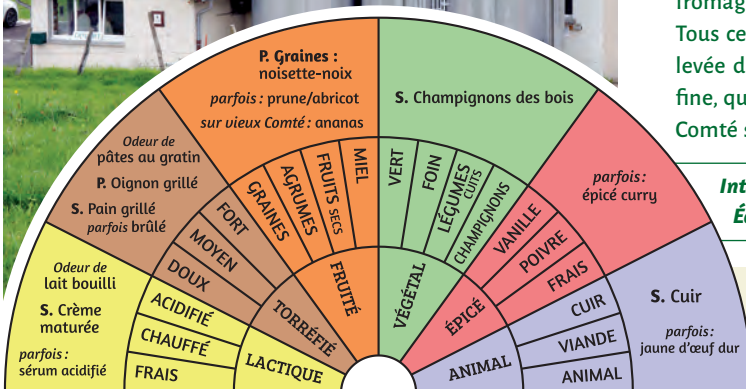 fromag
Tous ce
levée d
fine, qu
Comté s
Int
É
Odeur de
lait bouilli
S. Crème
maturée
parfois :
sérum acidifié
FRAIS
CHAUFFÉ
ACIDIFIÉ
LACTIQUE
Odeur de
pâtes au gratin
P. Oignon grillé
S. Pain grillé
parfois brûlé
DOUX
MOYEN
FORT
TORRÉFIÉ
P. Graines :
noisette-noix
parfois : prune/abricot
sur vieux Comté : ananas
GRAINES
AGRUMES
FRUITS SECS
MIEL
FRUITÉ
S. Champignons des bois
VERT
FOIN
LÉGUMES
CUITS
CHAMPIGNONS
VÉGÉTAL
parfois :
épicé curry
VANILLE
POIVRE
FRAIS
ÉPICÉ
S. Cuir
parfois :
jaune d'œuf dur
CUIR
VIANDE
ANIMAL
ANIMAL